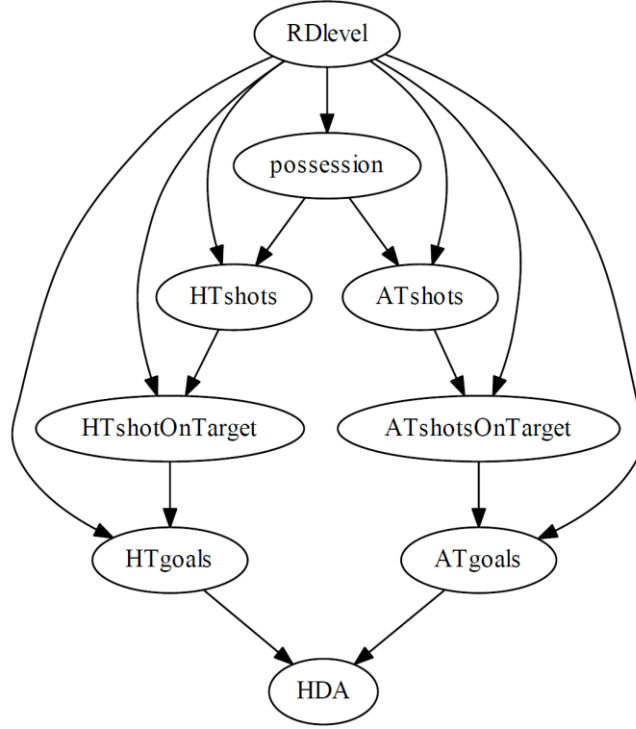 RDlevel
possession
HTshots
ATshots
HTshotOnTarget
ATshotsOnTarget
HTgoals
ATgoals
HDA